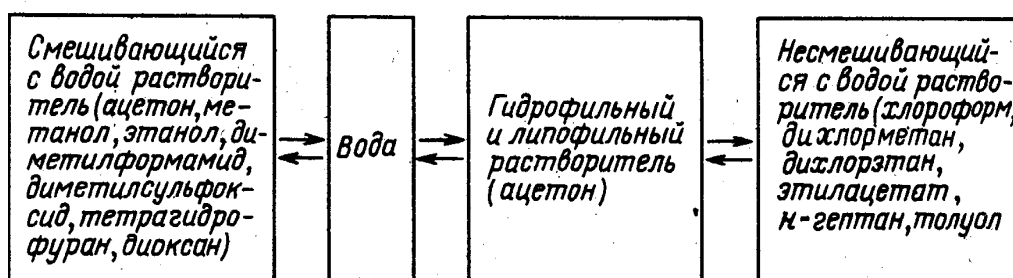 Смешивающийся
с водой раствори-
тель(ацетон, ме-
танол, этанол, ди-
метилформамид,
диметилсульфок-
сид, тетрагидро-
фуран, диоксан)
Вода
Гидрофильный
и липофильный
растворитель
(ацетон)
Несмешивающий-
ся с водой раство-
ритель(хлороформ,
дихлорметан,
дихлорэтан,
этилацетат,
н-гептан, толуол